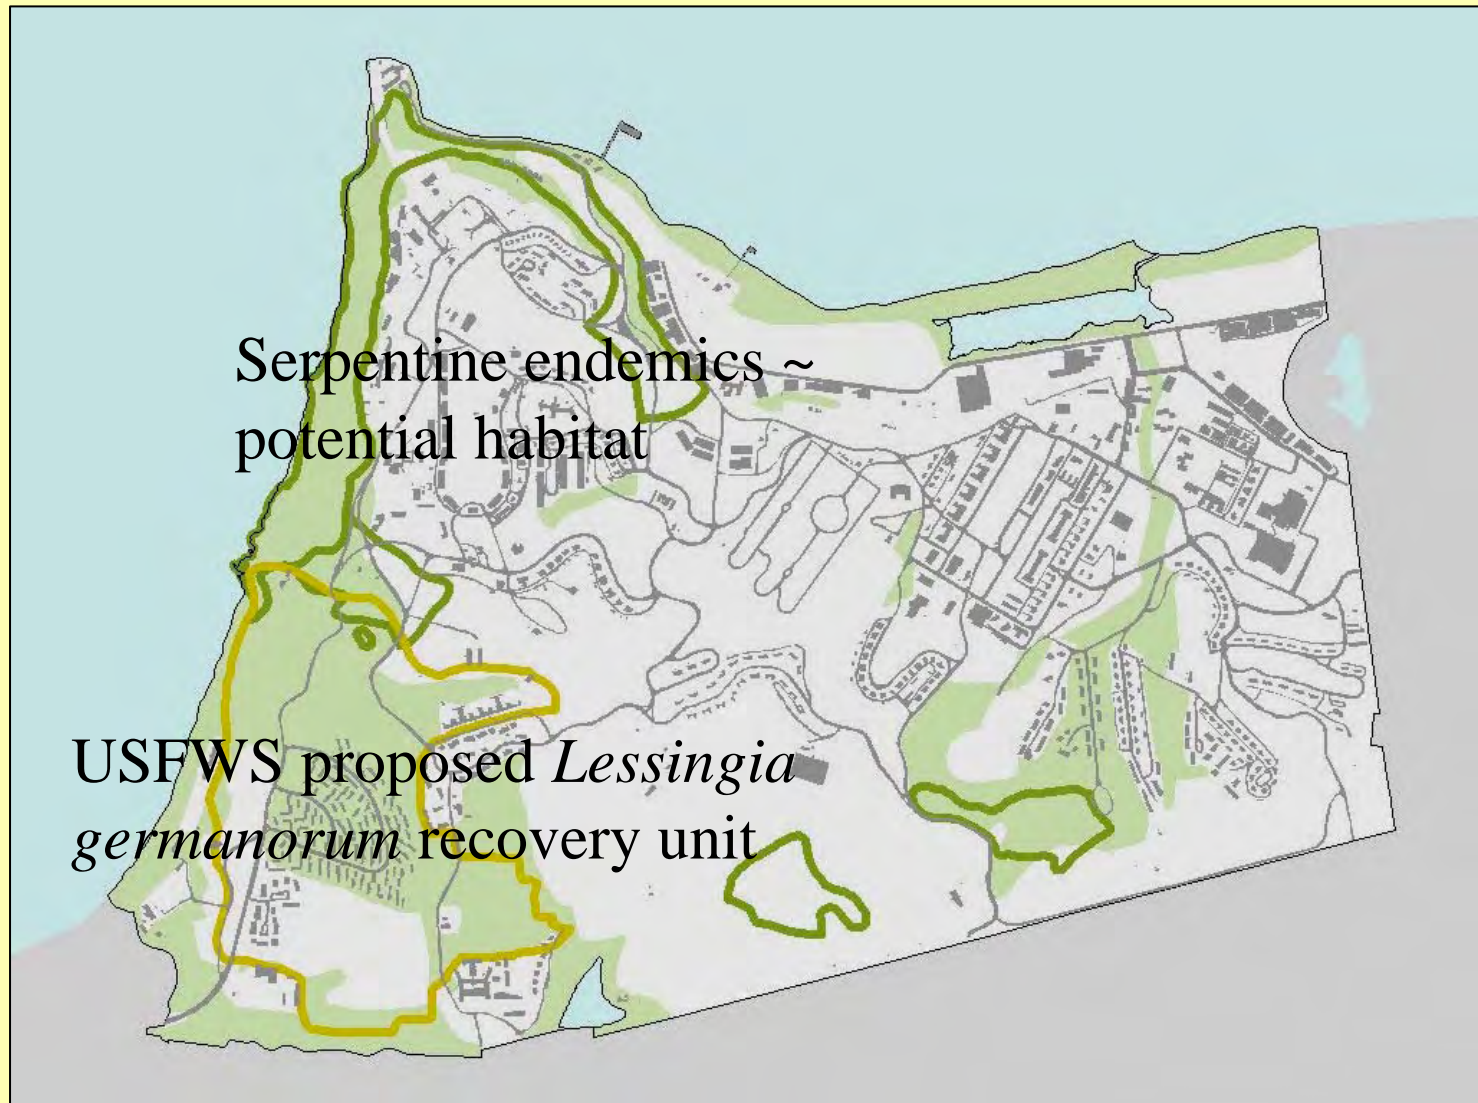 Serpentine endemics ~
potential habitat
USFWS proposed Lessingia
germanorum recovery unit